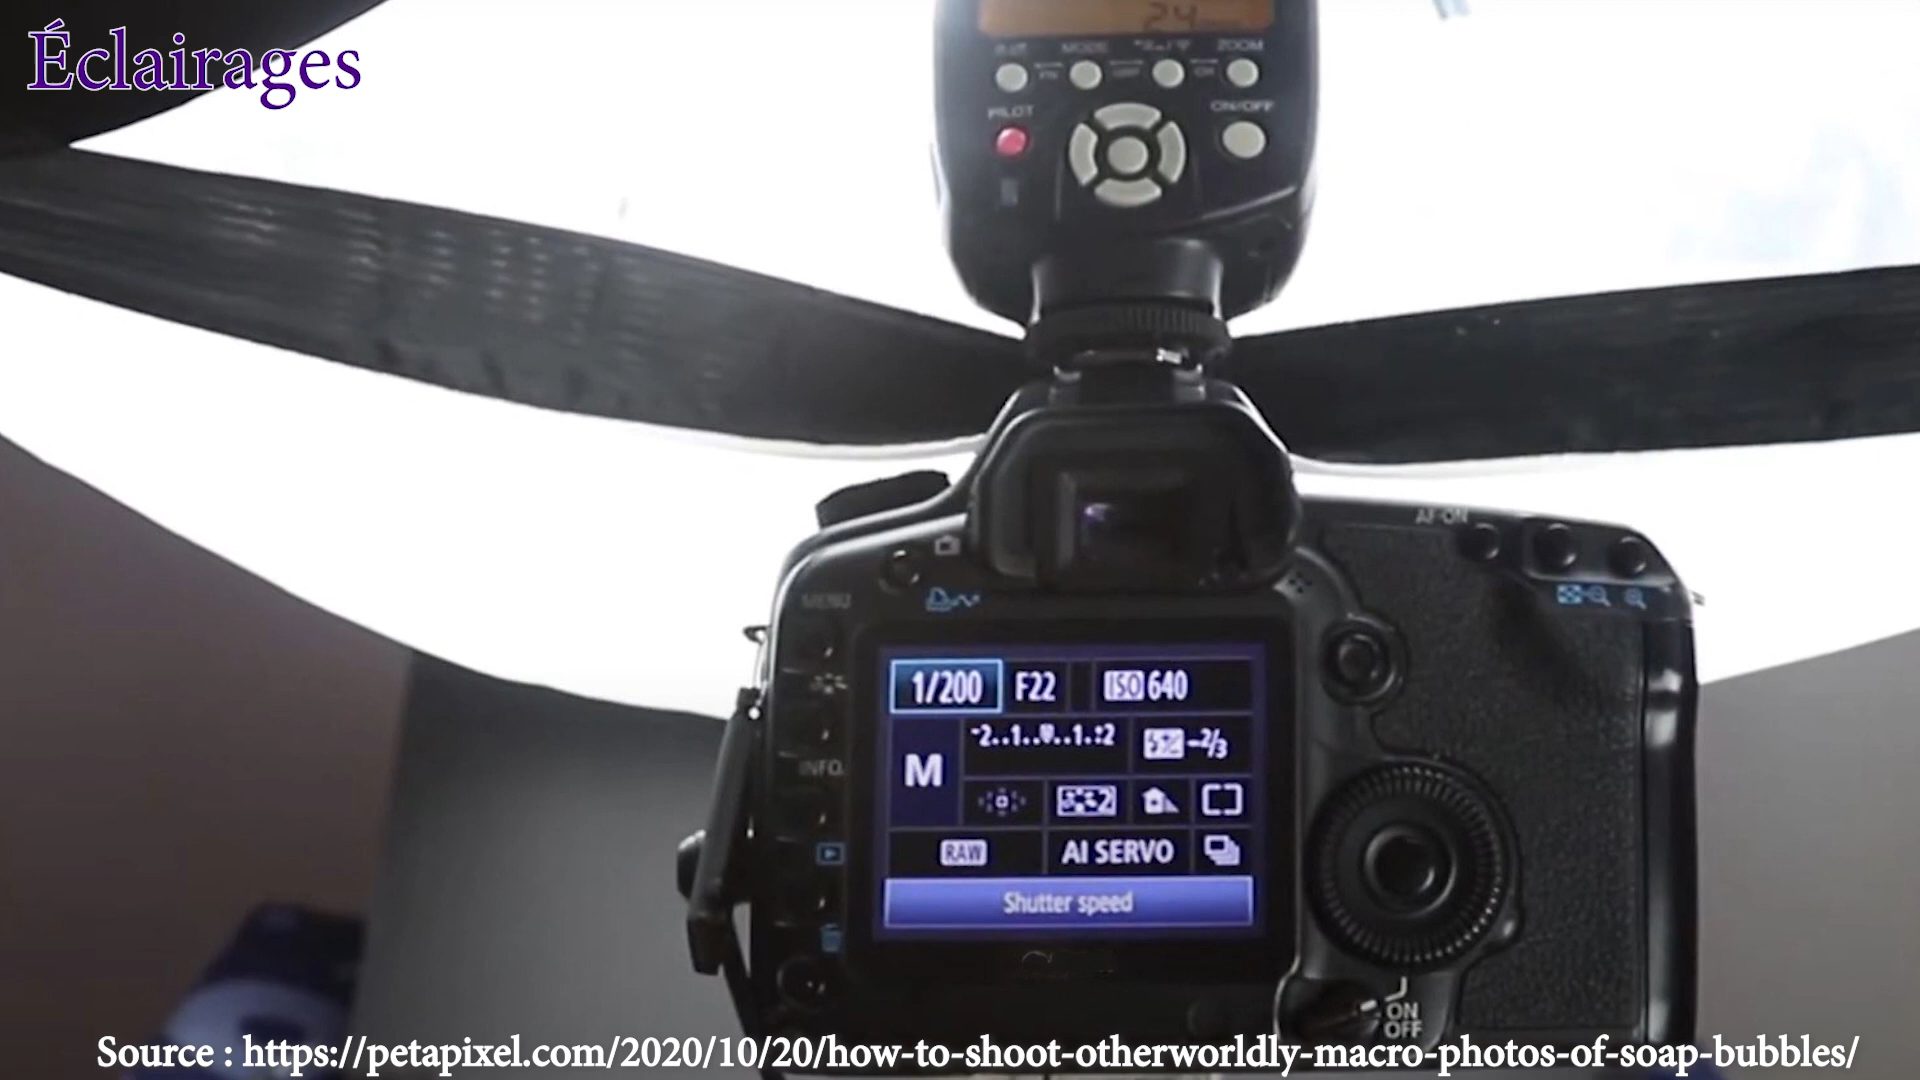 Éclairages
24
MODE ZOOM
PILOT ON/OFF
AF-ON
MENU
1/200 F22 ISO 640
-2..1..0..1.:2 -2/3
M
INFO.
2
RAW AI SERVO
Shutter speed
ON
OFF
Source : https://petapixel.com/2020/10/20/how-to-shoot-otherworldly-macro-photos-of-soap-bubbles/